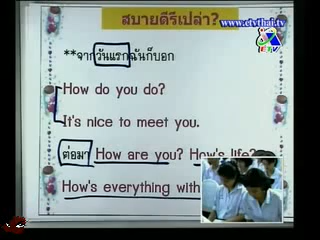 สบายดีรึเปล่า?
www.etvthai.tv
ETV
**จากวันแรกฉันก็บอก
How do you do?
It's nice to meet you.
ต่อมา How are you? How's life?
How's everything with